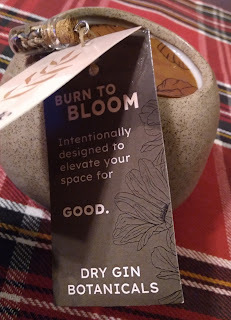 BURN TO
BLOOM
Intentionally
designed to
elevate your
space for
GOOD.
DRY GIN
BOTANICALS